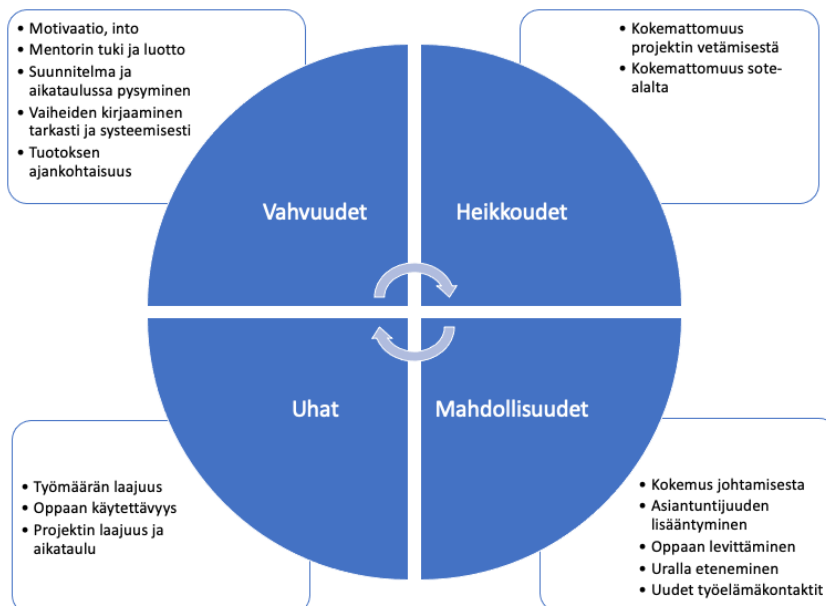 • Motivaatio, into
• Mentorin tuki ja luotto
• Suunnitelma ja
aikataulussa pysyminen
• Vaiheiden kirjaaminen
tarkasti ja systeemisesti
• Tuotoksen
ajankohtaisuus
• Kokemattomuus
projektin vetämisestä
• Kokemattomuus sote-
alalta
Vahvuudet
Heikkoudet
Uhat
Mahdollisuudet
• Työmäärän laajuus
• Oppaan käytettävyys
• Projektin laajuus ja
aikataulu
• Kokemus johtamisesta
• Asiantuntijuuden
lisääntyminen
• Oppaan levittäminen
• Uralla eteneminen
• Uudet työelämäkontaktit